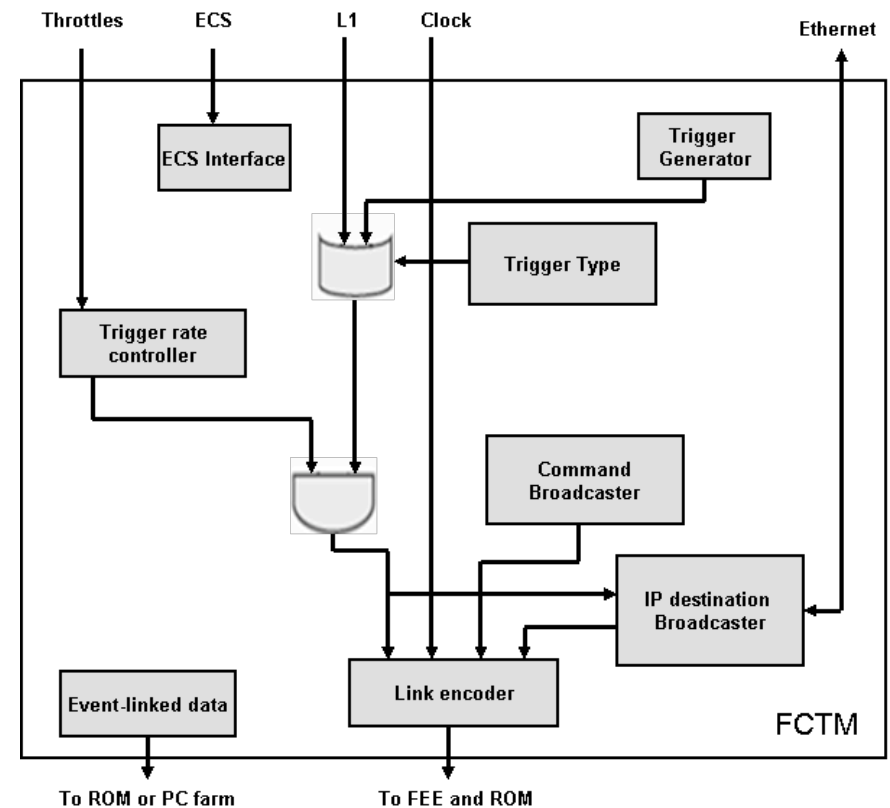 Throttles
ECS
L1
Clock
Ethernet
ECS Interface
Trigger
Generator
Trigger Type
Trigger rate
controller
Command
Broadcaster
IP destination
Broadcaster
Link encoder
Event-linked data
FCTM
To ROM or PC farm
To FEE and ROM